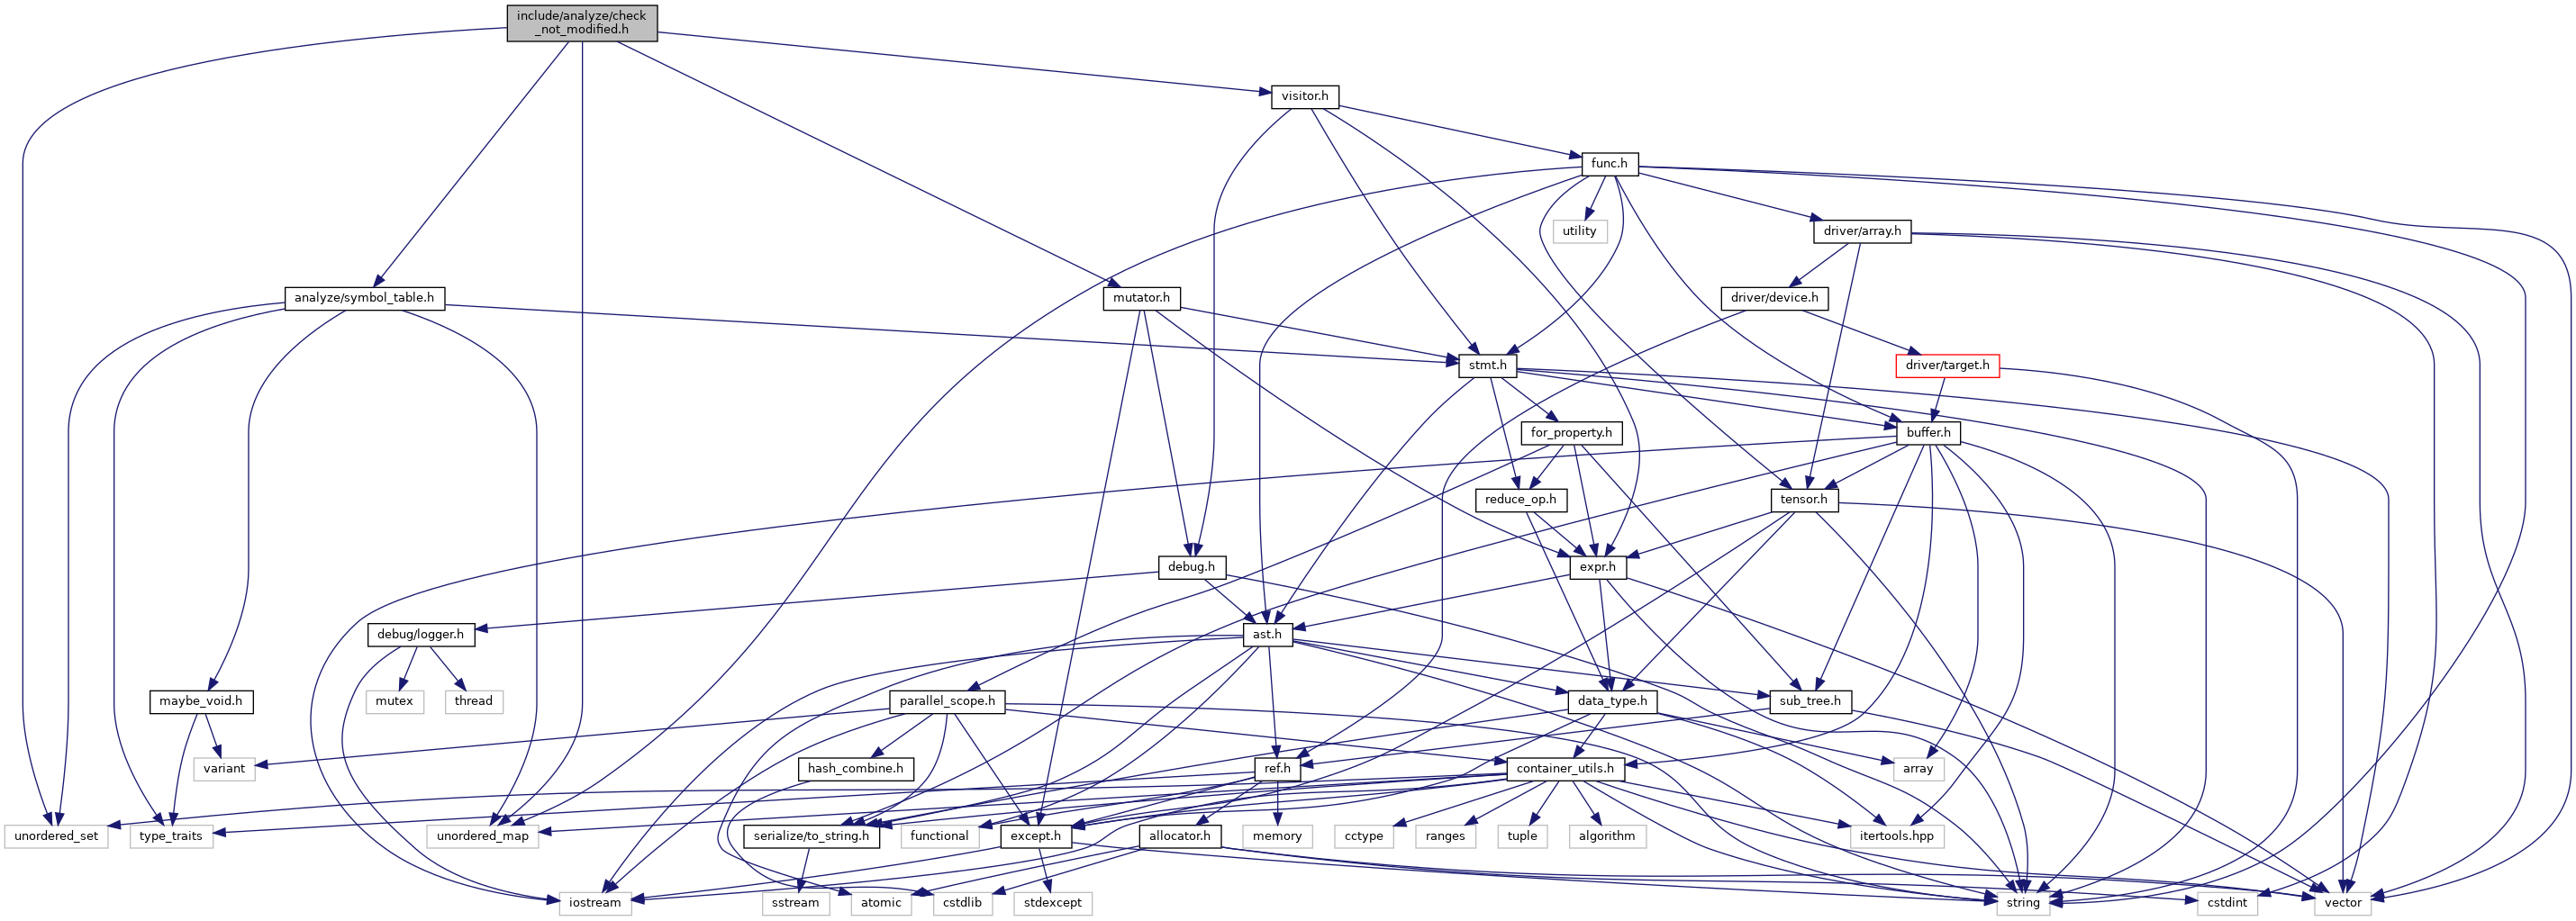 include/analyze/check
_not_modified.h
visitor.h
func.h
utility
driver/array.h
analyze/symbol_table.h
mutator.h
driver/device.h
stmt.h
driver/target.h
for_property.h
buffer.h
reduce_op.h
tensor.h
debug.h
expr.h
debug/logger.h
ast.h
maybe_void.h
mutex
thread
parallel_scope.h
data_type.h
sub_tree.h
variant
hash_combine.h
ref.h
container_utils.h
array
unordered_set
type_traits
unordered_map
serialize/to_string.h
functional
except.h
allocator.h
memory
cctype
ranges
tuple
algorithm
itertools.hpp
iostream
sstream
atomic
cstdlib
stdexcept
string
cstdint
vector